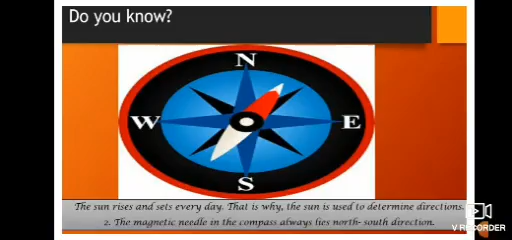 Do you know?
N
W E
S
The sun rises and sets every day. That is why, the sun is used to determine directions.
2. The magnetic needle in the compass always lies north- south direction.
V RECORDER